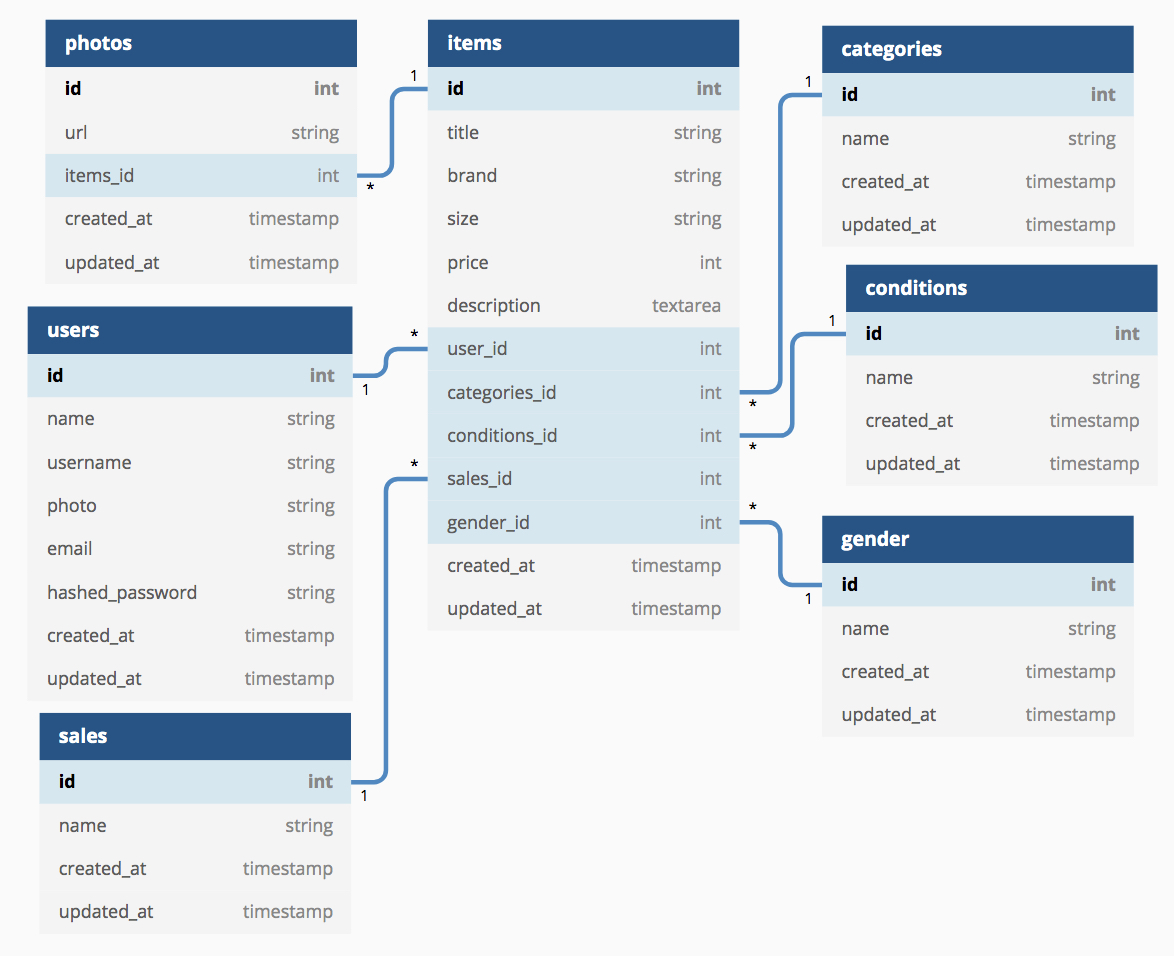 photos
id int
url string
items_id int
created_at timestamp
updated_at timestamp
1
*
items
id int
title string
brand string
size string
price int
description textarea
user_id int
categories_id int
conditions_id int
sales_id int
gender_id int
created_at timestamp
updated_at timestamp
*
*
*
*
*
categories
1
id int
name string
created_at timestamp
updated_at timestamp
conditions
1
id int
name string
created_at timestamp
updated_at timestamp
gender
id int
1
name string
created_at timestamp
updated_at timestamp
users
id int
1
name string
username string
photo string
email string
hashed_password string
created_at timestamp
updated_at timestamp
sales
id int
1
name string
created_at timestamp
updated_at timestamp